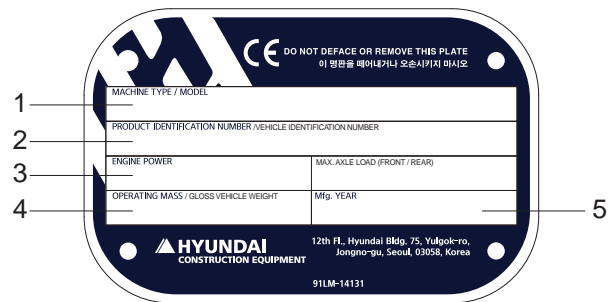 DO NOT DEFACE OR REMOVE THIS PLATE
이 명판을 떼어내거나 오손시키지 마시오
1
MACHINE TYPE / MODEL
2
PRODUCT IDENTIFICATION NUMBER /VEHICLE IDENTIFICATION NUMBER
3
ENGINE POWER
MAX. AXLE LOAD (FRONT / REAR)
4
OPERATING MASS / GLOSS VEHICLE WEIGHT
Mfg. YEAR
5
HYUNDAI
CONSTRUCTION EQUIPMENT
12th Fl., Hyundai Bldg. 75, Yulgok-ro,
Jongno-gu, Seoul, 03058, Korea
91LM-14131